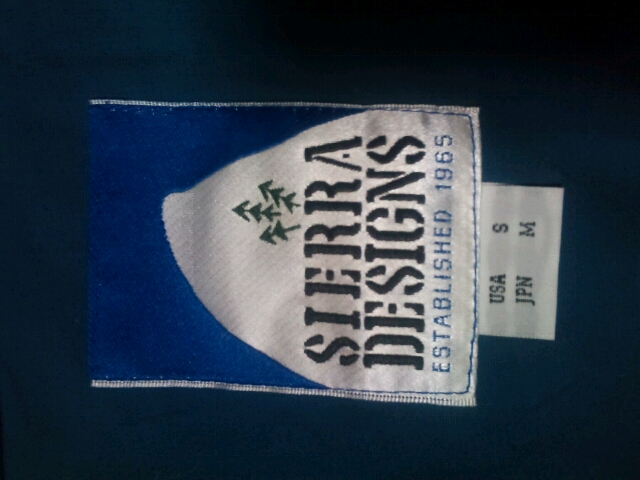 SIERRA
DESIGNS
ESTABLISHED 1965
USA S
JPN M